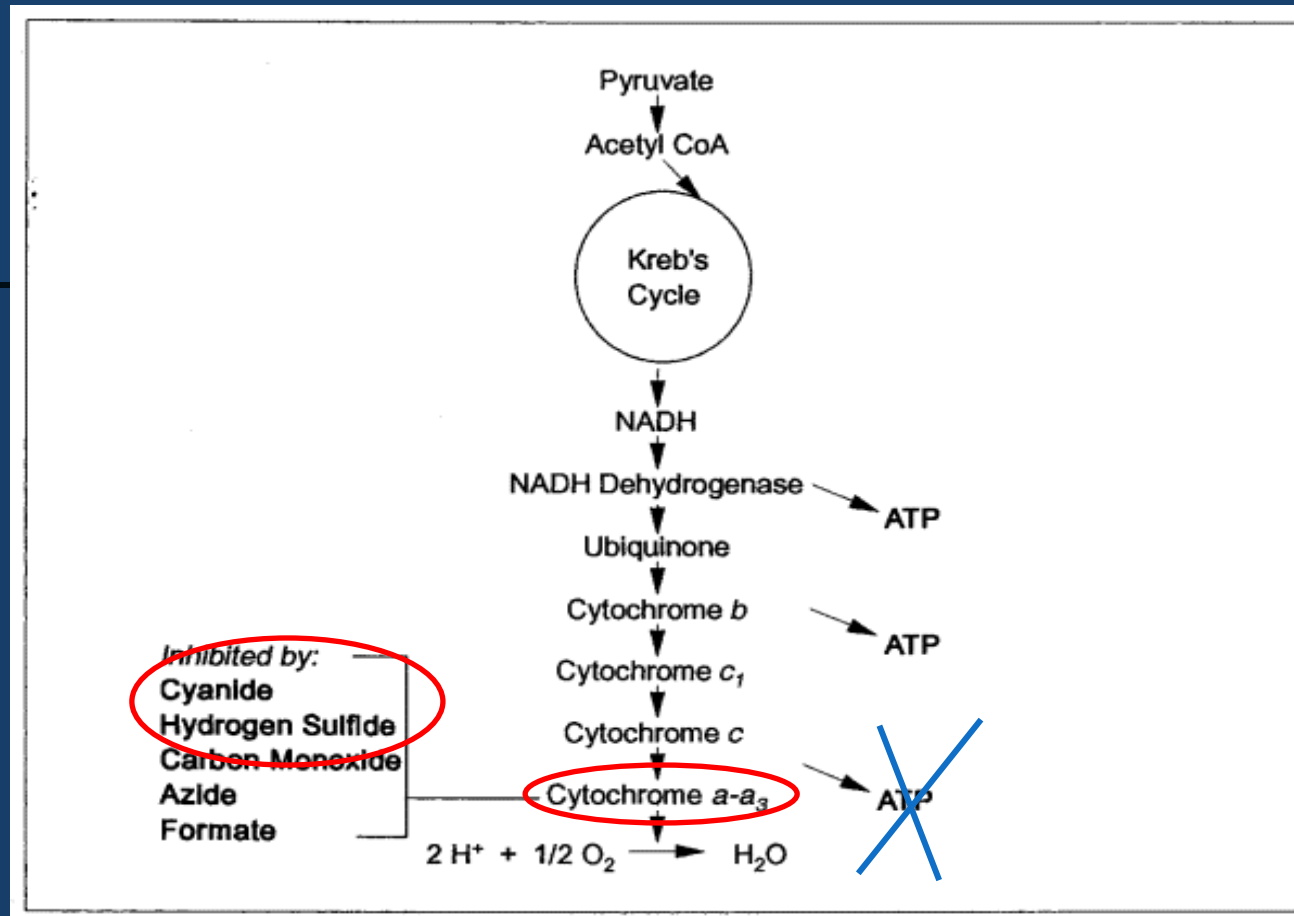 Pyruvate
Acetyl CoA
Kreb's
Cycle
NADH
NADH Dehydrogenase
ATP
Ubiquinone
Cytochrome b
ATP
Cytochrome c₁
Cytochrome c
ATP
Inhibited by:
Cyanide
Hydrogen Sulfide
Carbon Monoxide
Azide
Formate
Cytochrome a-a₃
2 H⁺ + 1/2 O₂
H₂O